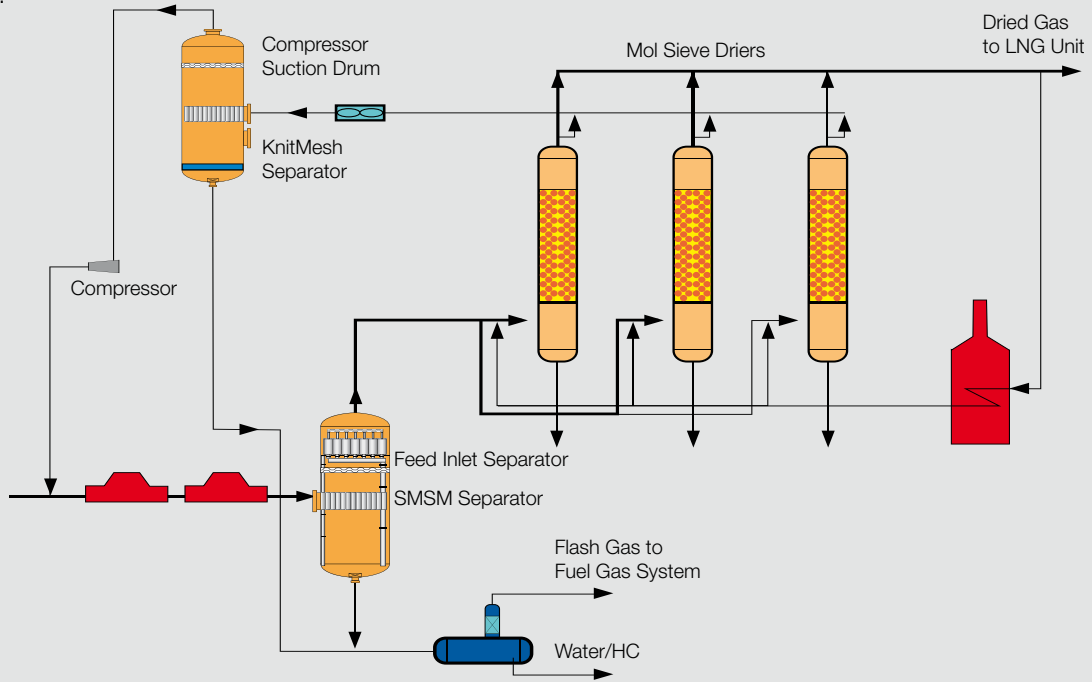 Compressor
Suction Drum
KnitMesh
Separator
Compressor
Mol Sieve Driers
Dried Gas
to LNG Unit
Feed Inlet Separator
SMSM Separator
Flash Gas to
Fuel Gas System
Water/HC